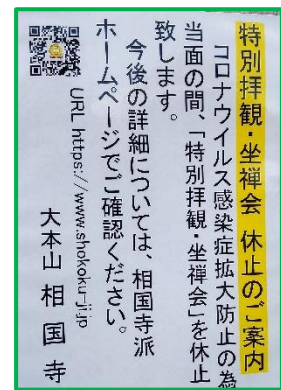 特別拝観・坐禅会 休止のご案内
コロナウイルス感染症拡大防止の為
当面の間、「特別拝観・坐禅会」を休止
致します。
今後の詳細については、相国寺派
ホームページでご確認ください。
URL https://www.shokoku-ji.jp
大本山 相国寺